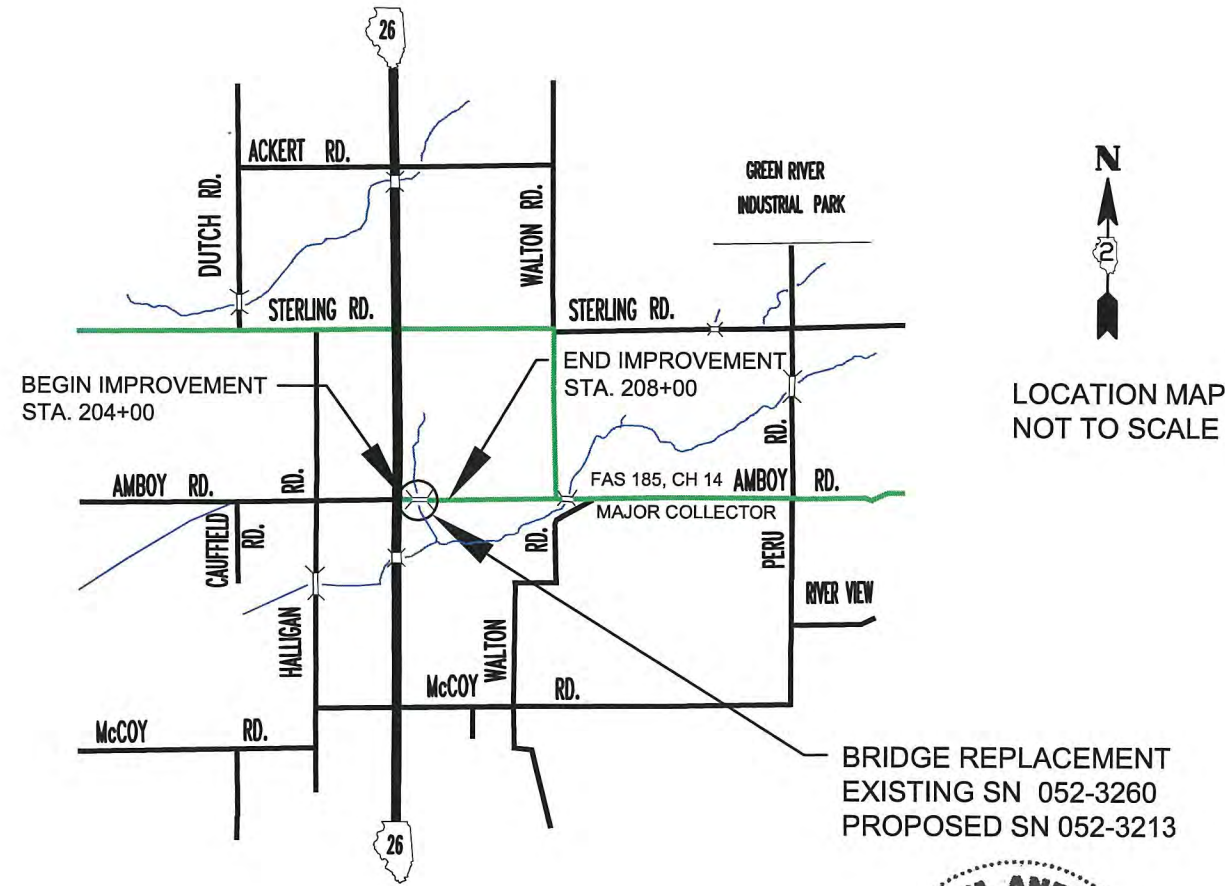 26
ACKERT RD.
DUTCH RD.
WALTON RD.
GREEN RIVER
INDUSTRIAL PARK
N
2
STERLING RD.
STERLING RD.
BEGIN IMPROVEMENT
STA. 204+00
END IMPROVEMENT
STA. 208+00
LOCATION MAP
NOT TO SCALE
AMBOY RD.
HALLIGAN RD.
CAUFFIELD
RD.
FAS 185, CH 14
AMBOY RD.
MAJOR COLLECTOR
PERU RD.
WALTON RD.
RIVER VIEW
McCOY RD.
McCOY RD.
BRIDGE REPLACEMENT
EXISTING SN 052-3260
PROPOSED SN 052-3213
26